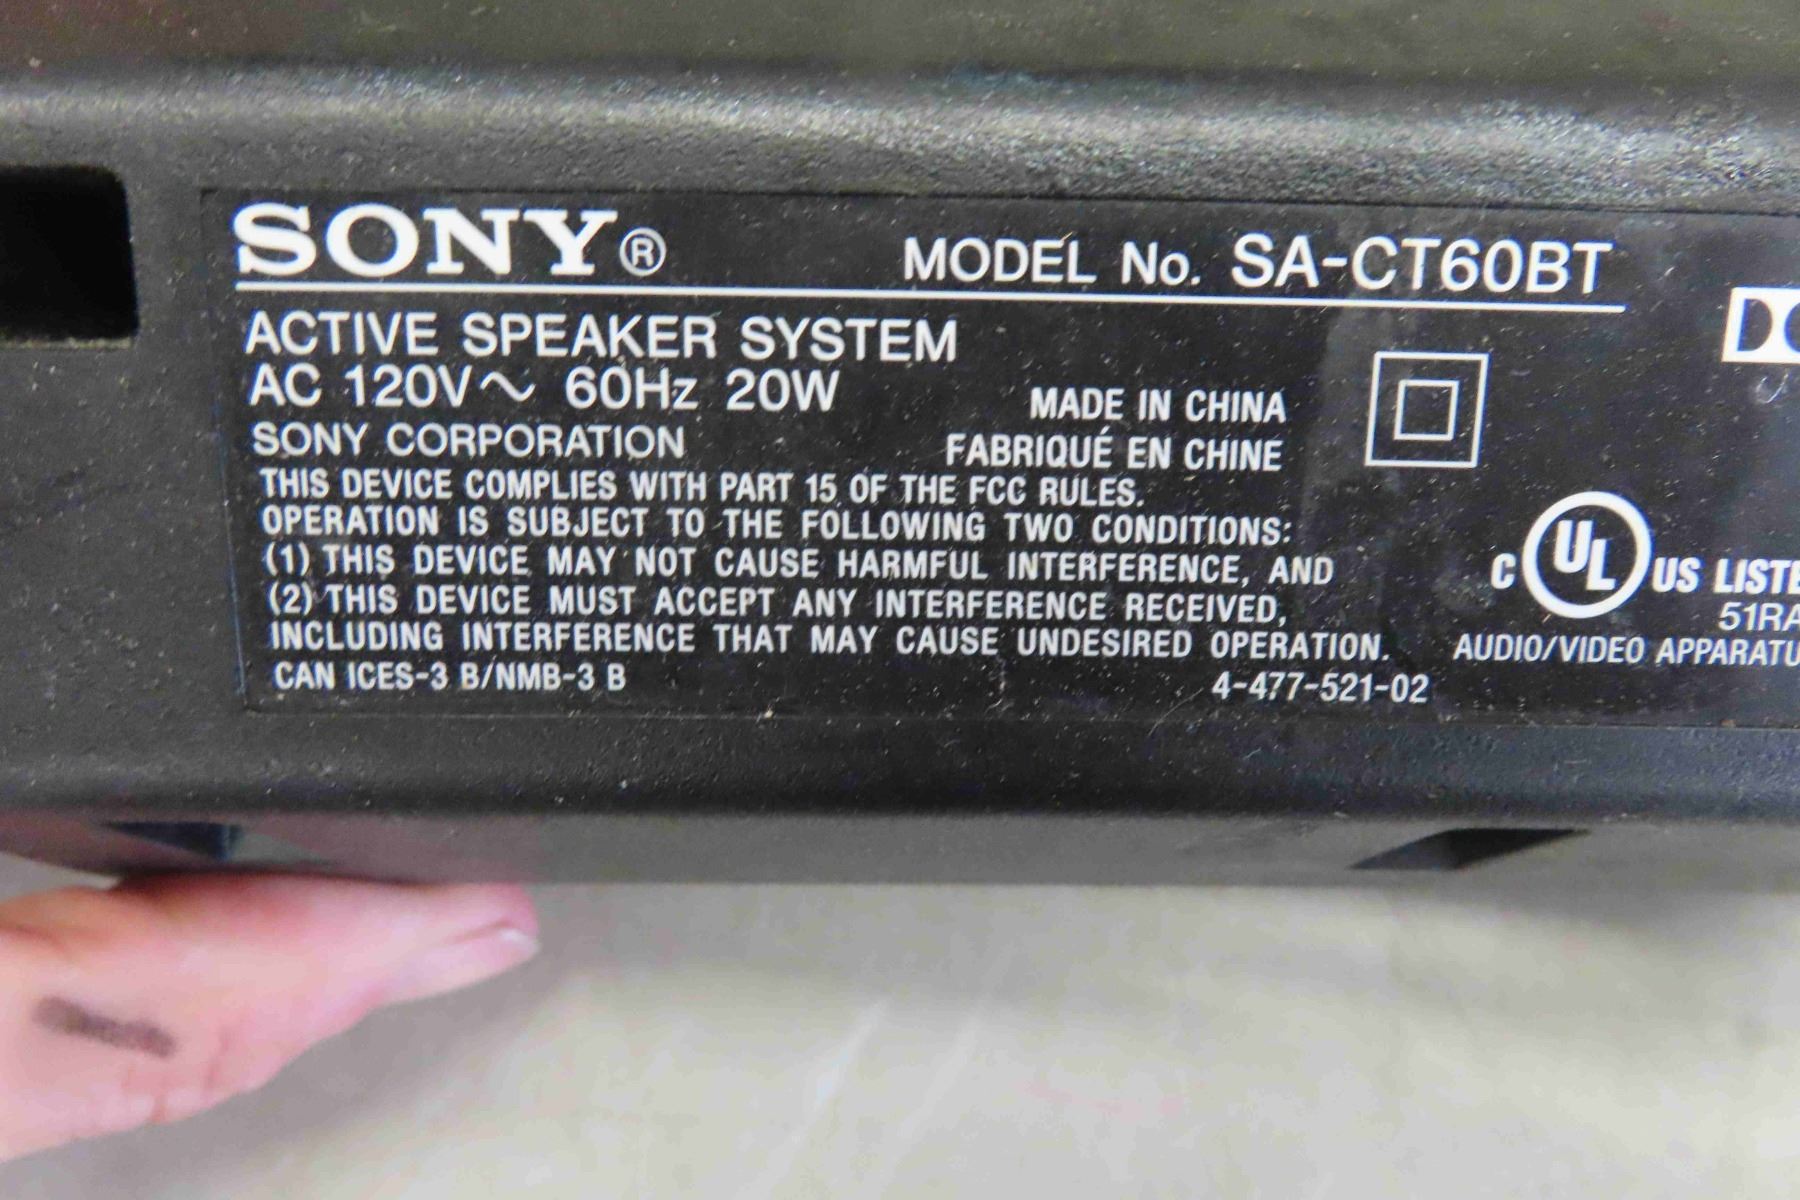 SONY® MODEL No. SA-CT60BT
ACTIVE SPEAKER SYSTEM
AC 120V~ 60Hz 20W
MADE IN CHINA
SONY CORPORATION
FABRIQUÉ EN CHINE
THIS DEVICE COMPLIES WITH PART 15 OF THE FCC RULES.
OPERATION IS SUBJECT TO THE FOLLOWING TWO CONDITIONS:
(1) THIS DEVICE MAY NOT CAUSE HARMFUL INTERFERENCE, AND
(2) THIS DEVICE MUST ACCEPT ANY INTERFERENCE RECEIVED,
INCLUDING INTERFERENCE THAT MAY CAUSE UNDESIRED OPERATION.
CAN ICES-3 B/NMB-3 B
4-477-521-02
C UL US
AUDIO/VIDEO